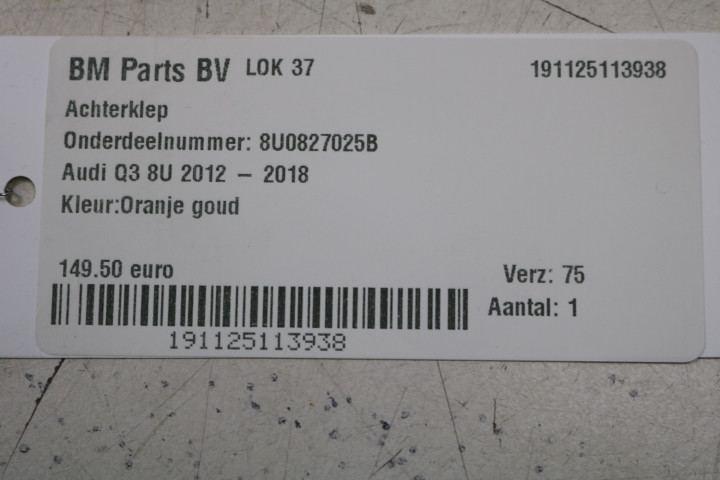 BM Parts BV LOK 37 191125113938
Achterklep
Onderdeelnummer: 8U0827025B
Audi Q3 8U 2012 – 2018
Kleur:Oranje goud
149.50 euro Verz: 75
Aantal: 1
191125113938